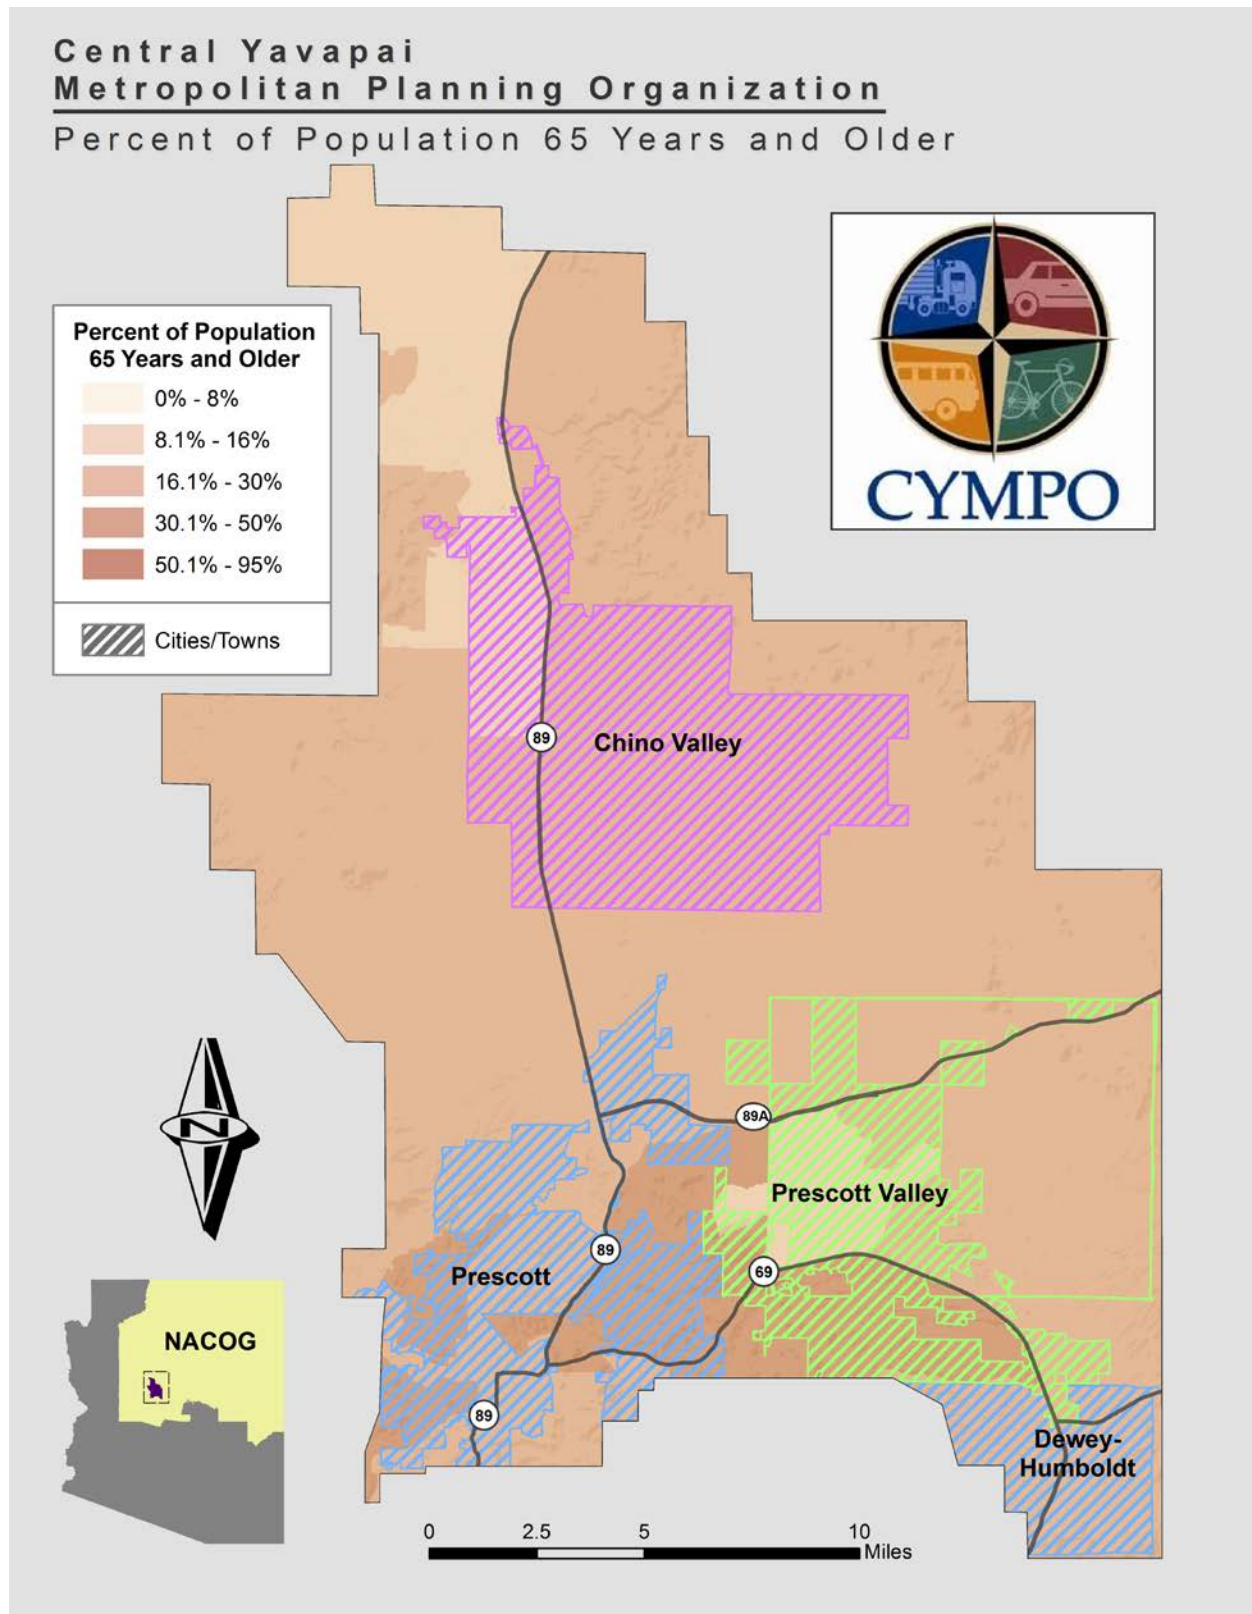 Central Yavapai
Metropolitan Planning Organization
Percent of Population 65 Years and Older
CYMPO
Percent of Population
65 Years and Older
0% - 8%
8.1% - 16%
16.1% - 30%
30.1% - 50%
50.1% - 95%
Cities/Towns
89
Chino Valley
89A
Prescott Valley
89
69
Prescott
N
NACOG
89
Dewey-
Humboldt
0 2.5 5 10
Miles